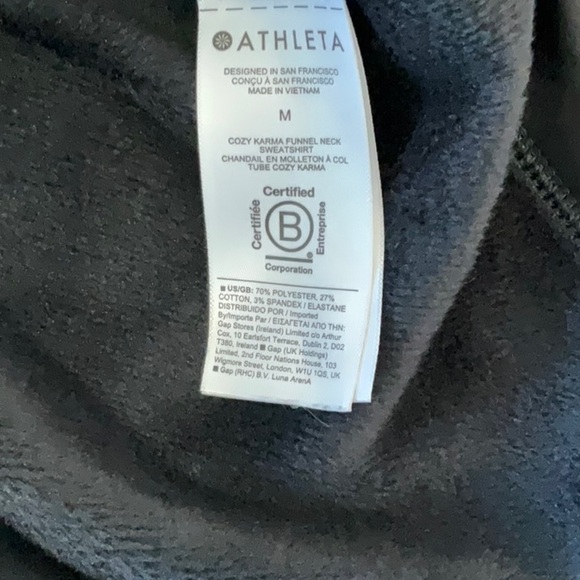 ATHLETA
DESIGNED IN SAN FRANCISCO
CONÇU À SAN FRANCISCO
MADE IN VIETNAM
M
COZY KARMA FUNNEL NECK
SWEATSHIRT
CHANDAIL EN MOLLETON À COL
TUBE COZY KARMA
Certified
Certifiée
B
Entreprise
Corporation
■ US/GB: 70% POLYESTER, 27%
COTTON, 3% SPANDEX / ELASTANE
DISTRIBUIDO POR / Imported
By/Importe Par / ΕΙΣΑΓΕΤΑΙ ΑΠΟ ΤΗΝ:
Gap Stores (Ireland) Limited c/o Arthur
Cox, 10 Earlsfort Terrace, Dublin 2, D02
T380, Ireland ■ Gap (UK Holdings)
Limited, 2nd Floor Nations House, 103
Wigmore Street, London, W1U 1QS, UK
■ Gap (RHC) B.V. Luna ArenA